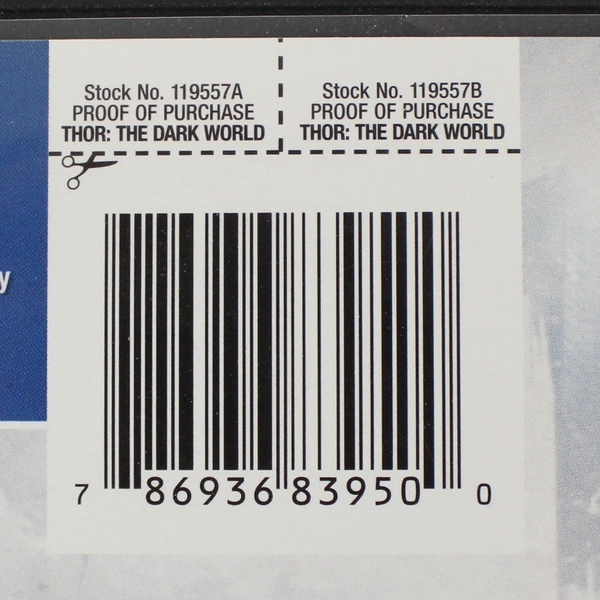 Stock No. 119557A
PROOF OF PURCHASE
THOR: THE DARK WORLD
Stock No. 119557B
PROOF OF PURCHASE
THOR: THE DARK WORLD
y
7 86936 83950 0